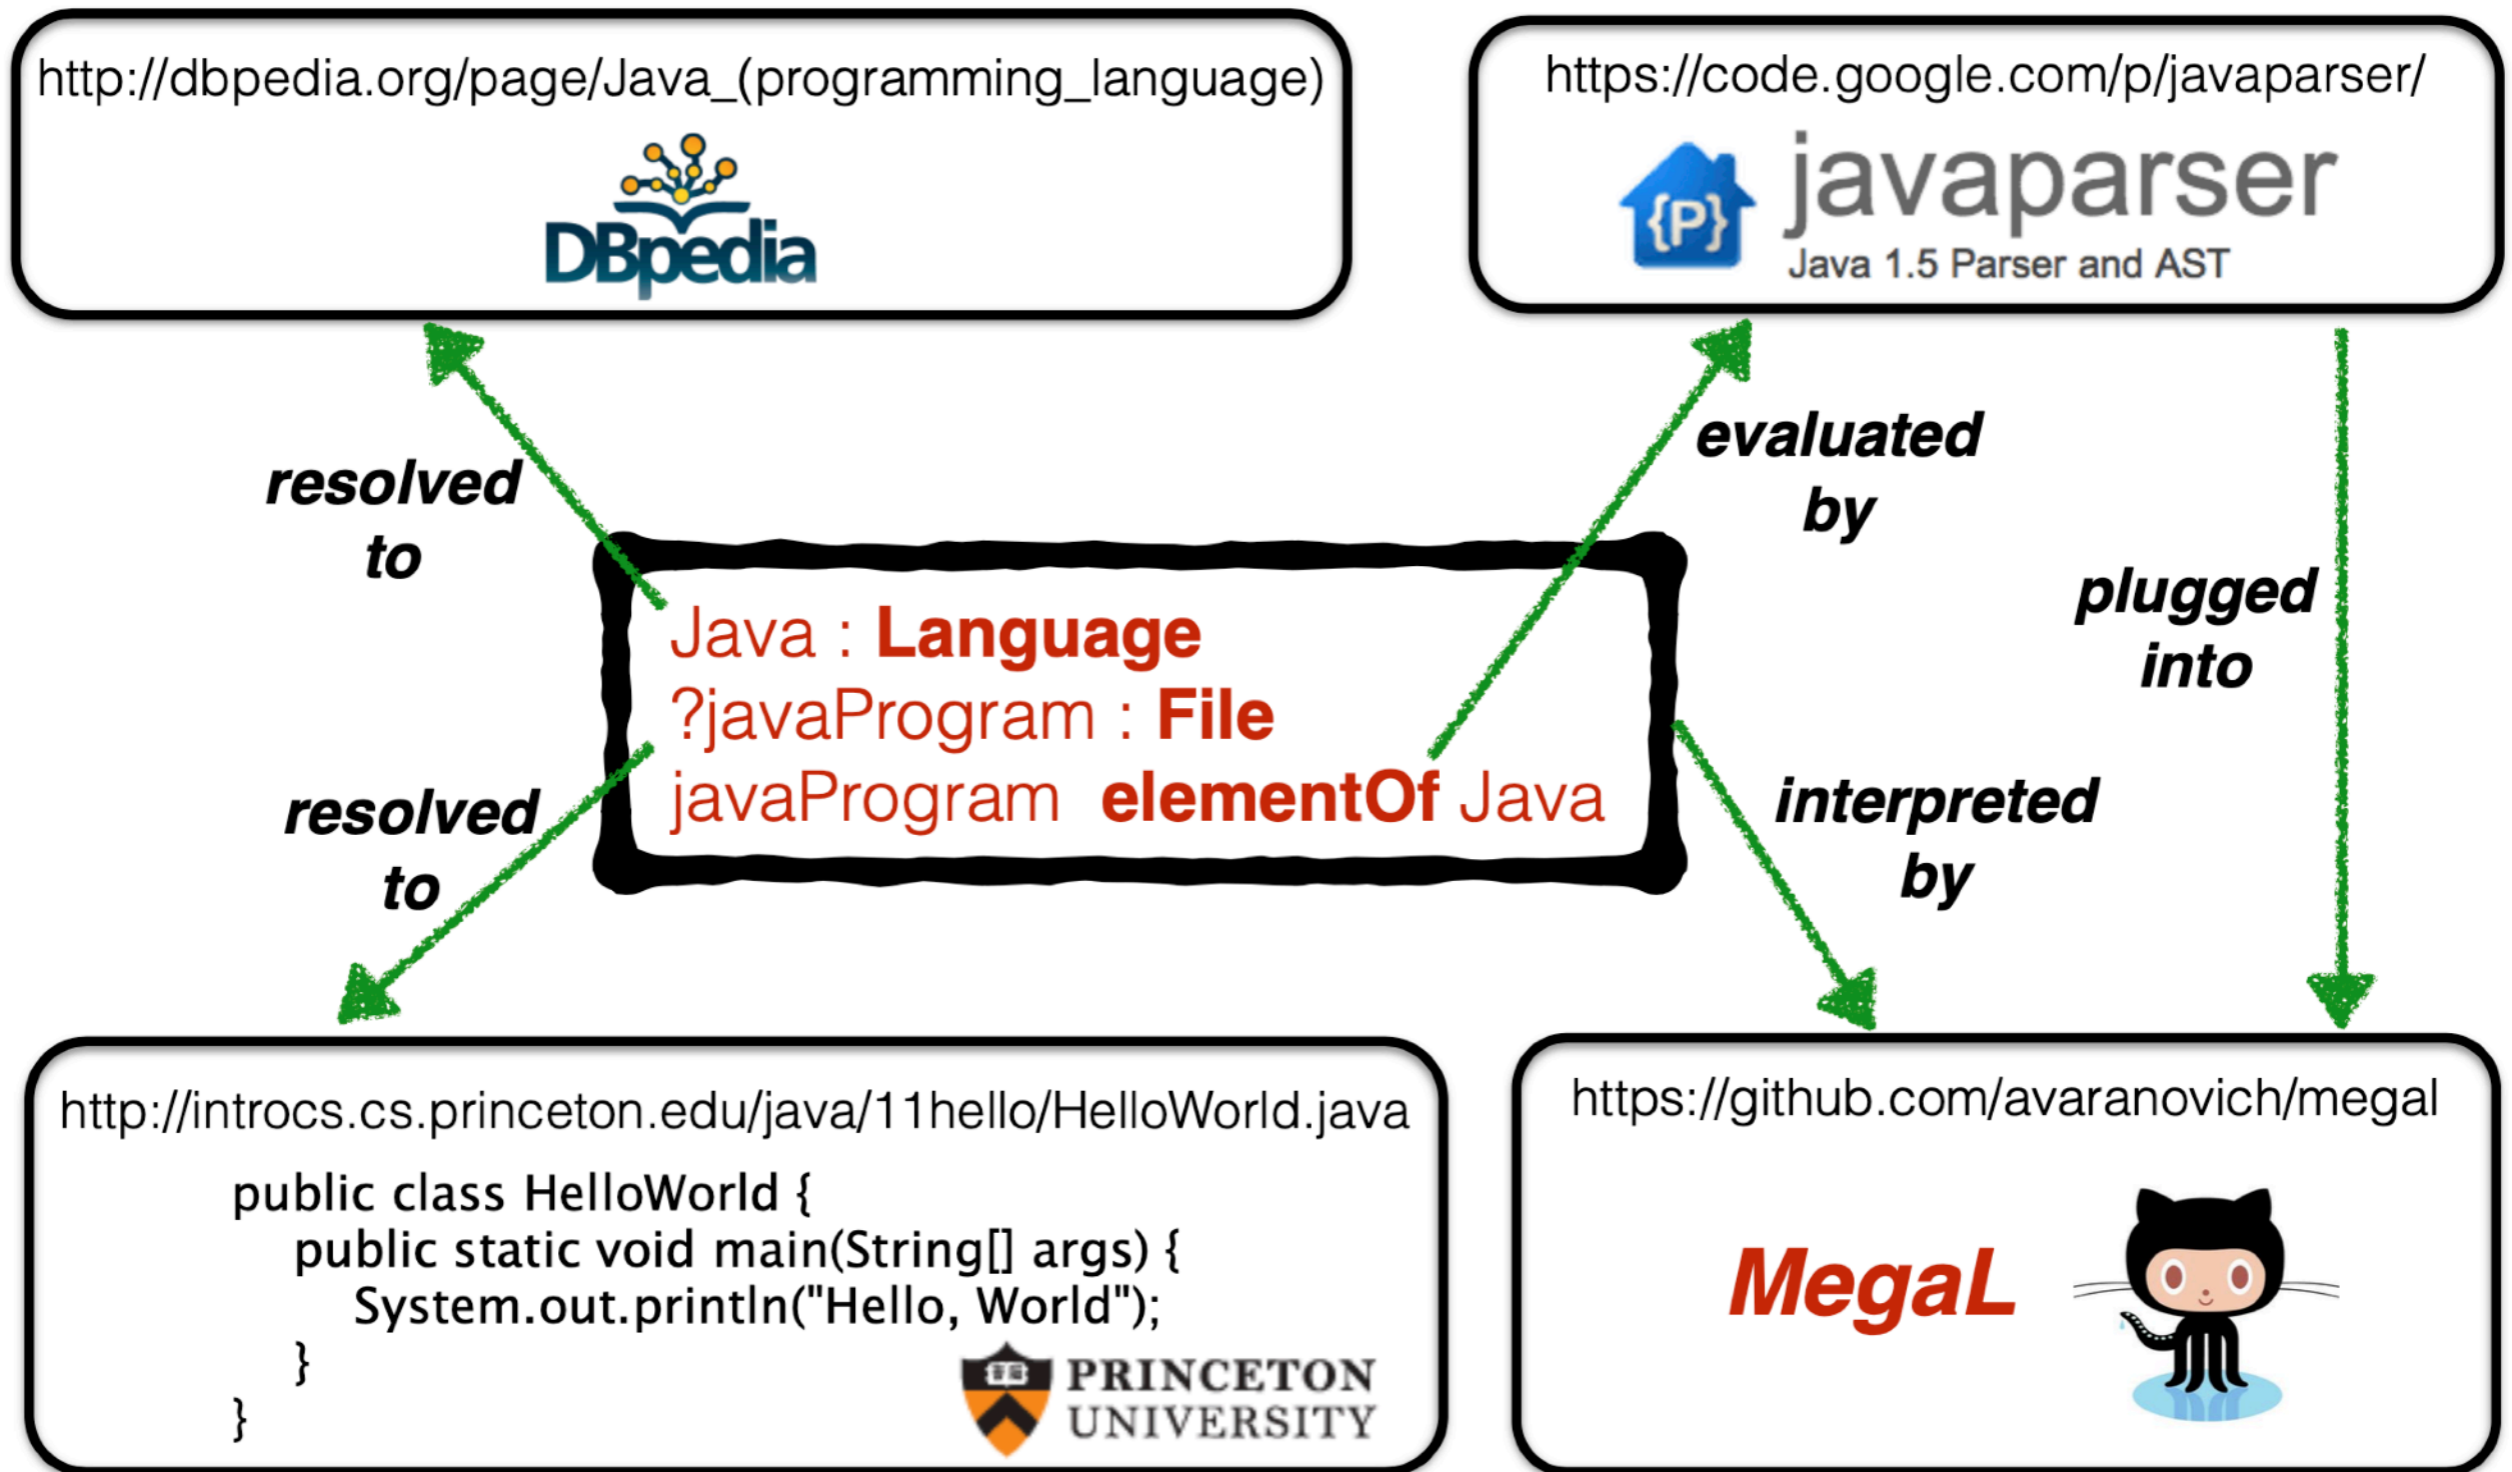 http://dbpedia.org/page/Java_(programming_language)
DBpedia
https://code.google.com/p/javaparser/
{P}
javaparser
Java 1.5 Parser and AST
resolved
to
evaluated
by
plugged
into
Java : Language
?javaProgram : File
javaProgram elementOf Java
resolved
to
interpreted
by
http://introcs.cs.princeton.edu/java/11hello/HelloWorld.java
public class HelloWorld {
public static void main(String[] args) {
System.out.println("Hello, World");
}
}
PRINCETON
UNIVERSITY
https://github.com/avaranovich/megal
MegaL